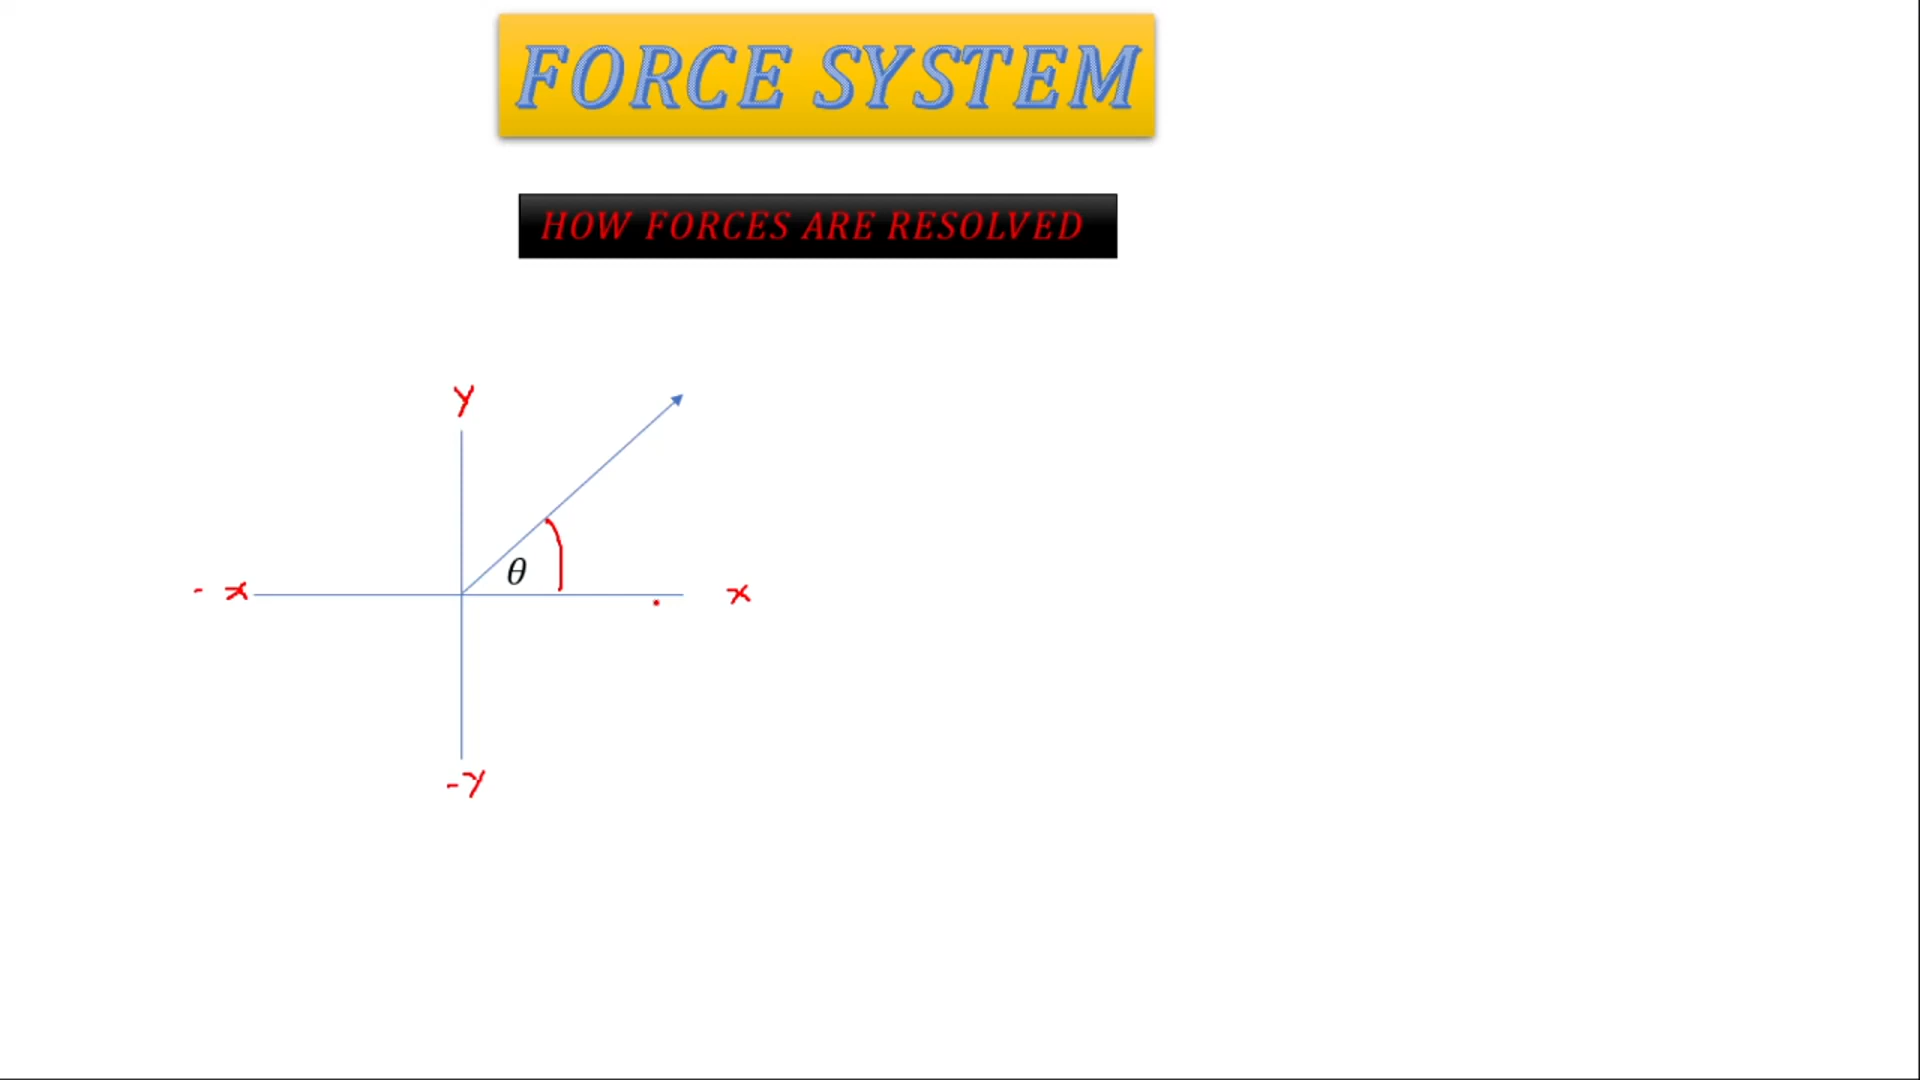 FORCE SYSTEM
HOW FORCES ARE RESOLVED
y
θ
- x
x
-y